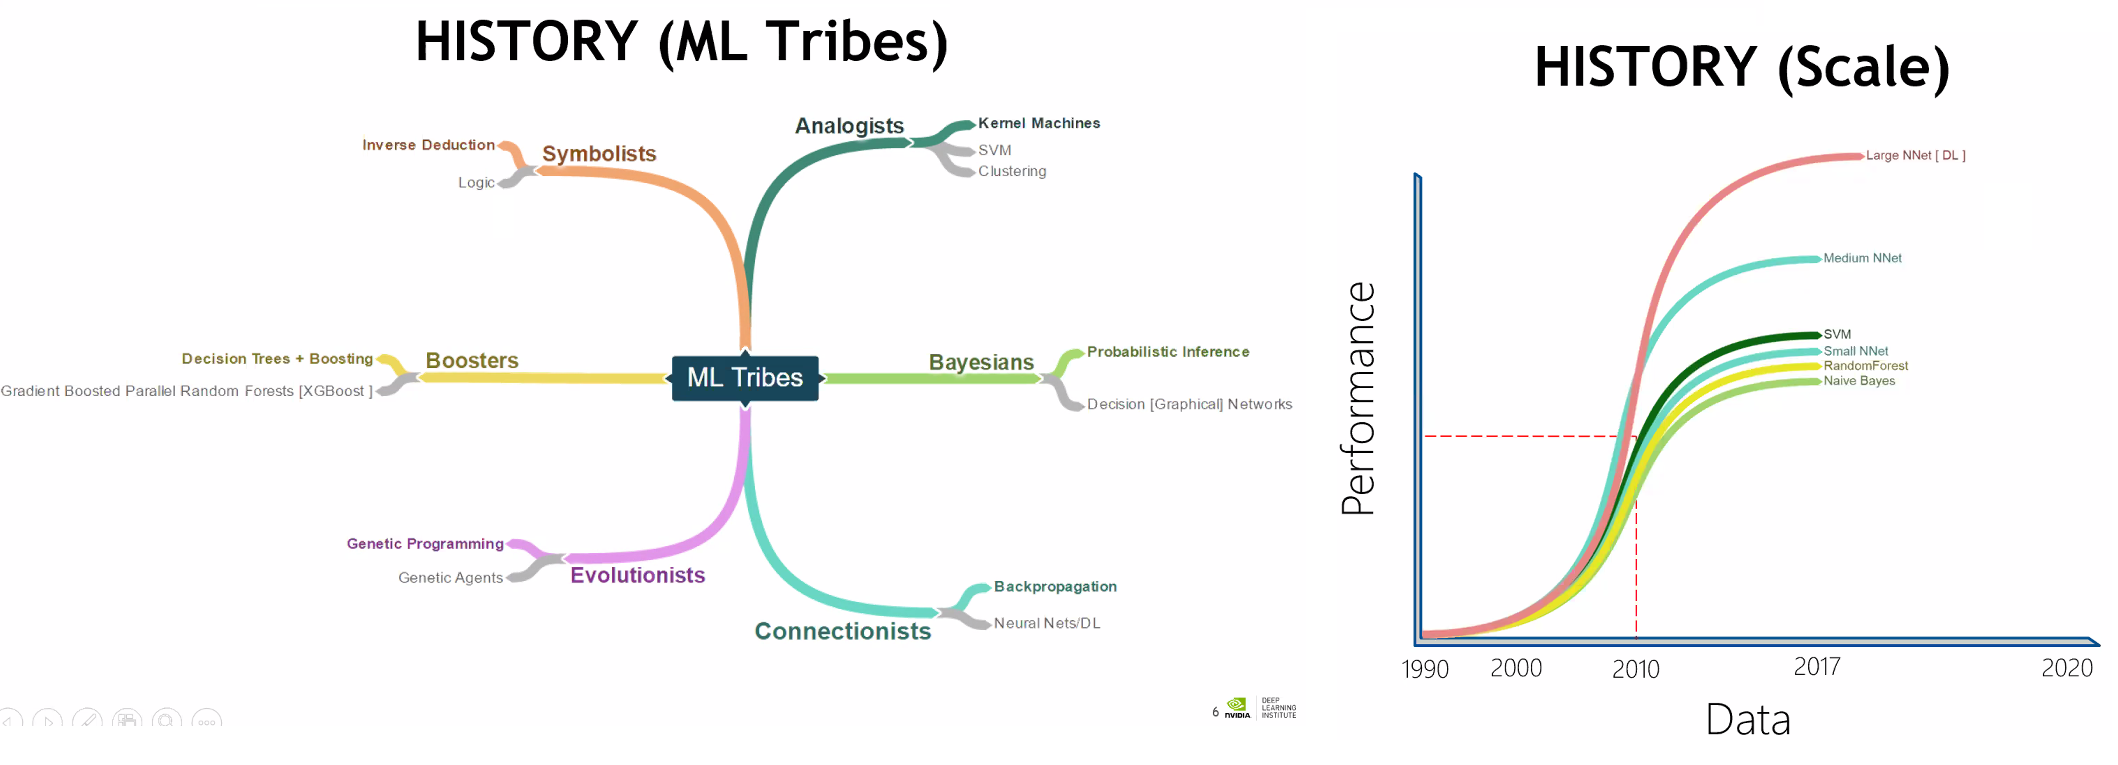 HISTORY (ML Tribes)
Analogists
Kernel Machines
SVM
Clustering
Inverse Deduction
Symbolists
Logic
Decision Trees + Boosting
Boosters
Gradient Boosted Parallel Random Forests [XGBoost ]
ML Tribes
Bayesians
Probabilistic Inference
Decision [Graphical] Networks
Genetic Programming
Genetic Agents
Evolutionists
Backpropagation
Neural Nets/DL
Connectionists
6
NVIDIA.
DEEP
LEARNING
INSTITUTE
HISTORY (Scale)
Large NNet [ DL ]
Medium NNet
SVM
Small NNet
RandomForest
Naive Bayes
Performance
1990 2000 2010 2017 2020
Data